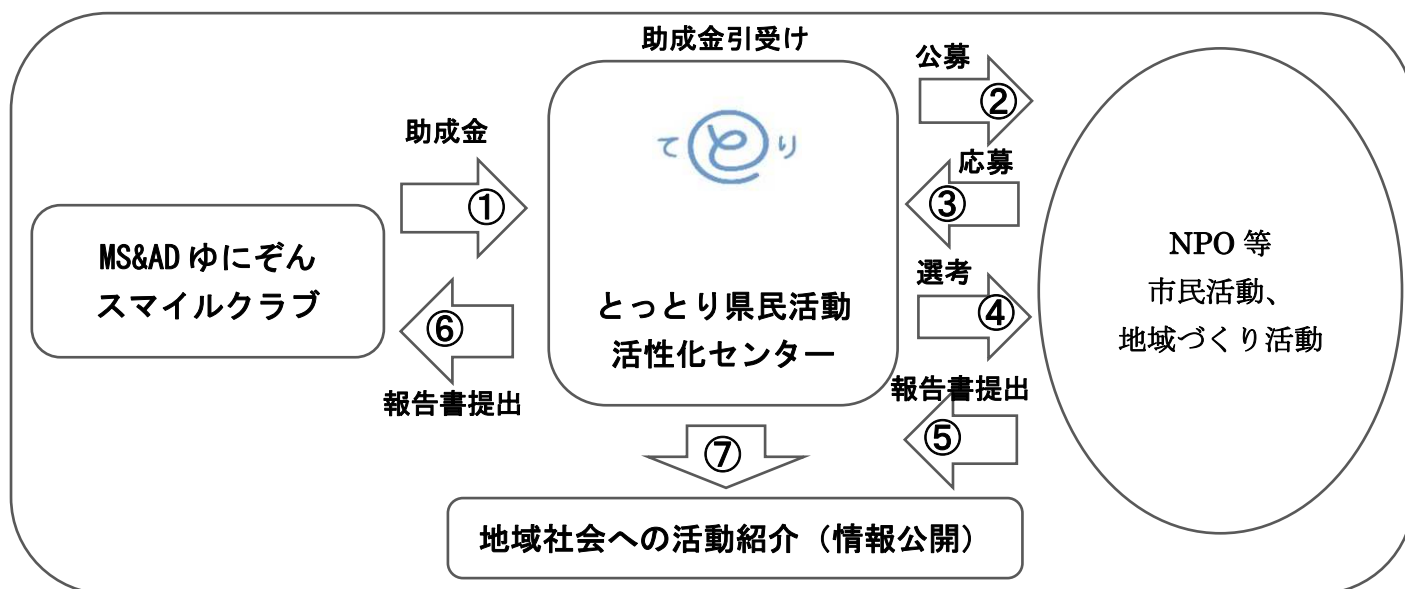 助成金引受け
公募
②
助成金
て と り
応募
①
③
MS&AD ゆにぞん
スマイルクラブ
NPO 等
市民活動、
地域づくり活動
選考
とっとり県民活動
活性化センター
④
⑥
報告書提出
報告書提出
⑤
⑦
地域社会への活動紹介（情報公開）